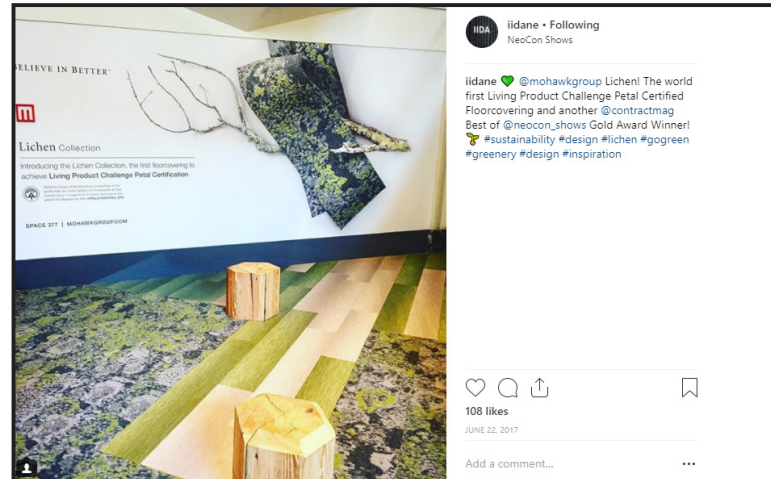 BELIEVE IN BETTER
Lichen Collection
Introducing the Lichen Collection, the first floorcovering to
achieve Living Product Challenge Petal Certification
SPACE 377 | MOHAWKGROUP.COM
IIDA
iidane • Following
NeoCon Shows
iidane 💚 @mohawkgroup Lichen! The world
first Living Product Challenge Petal Certified
Floorcovering and another @contractmag
Best of @neocon_shows Gold Award Winner!
🌱 #sustainability #design #lichen #gogreen
#greenery #design #inspiration
108 likes
JUNE 22, 2017
Add a comment...